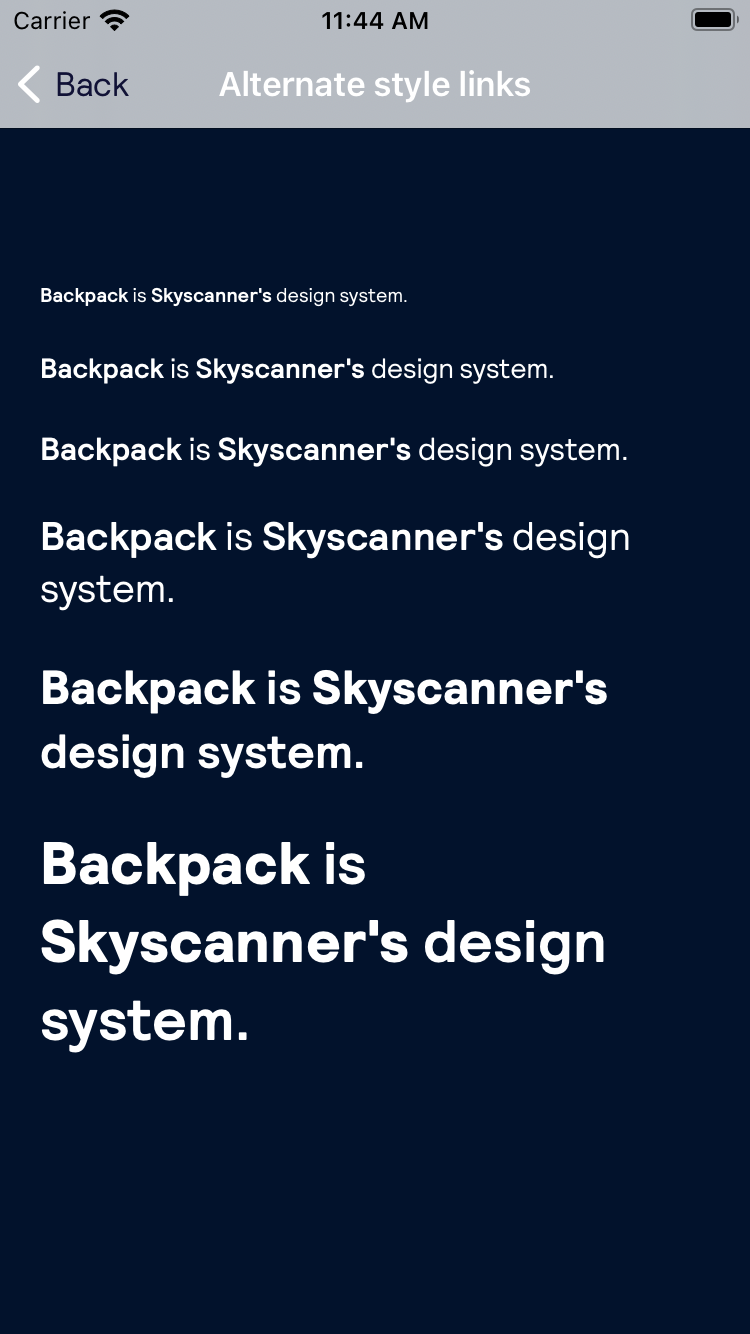 Carrier 11:44 AM
Back Alternate style links
Backpack is Skyscanner's design system.
Backpack is Skyscanner's design system.
Backpack is Skyscanner's design system.
Backpack is Skyscanner's design
system.
Backpack is Skyscanner's
design system.
Backpack is
Skyscanner's design
system.